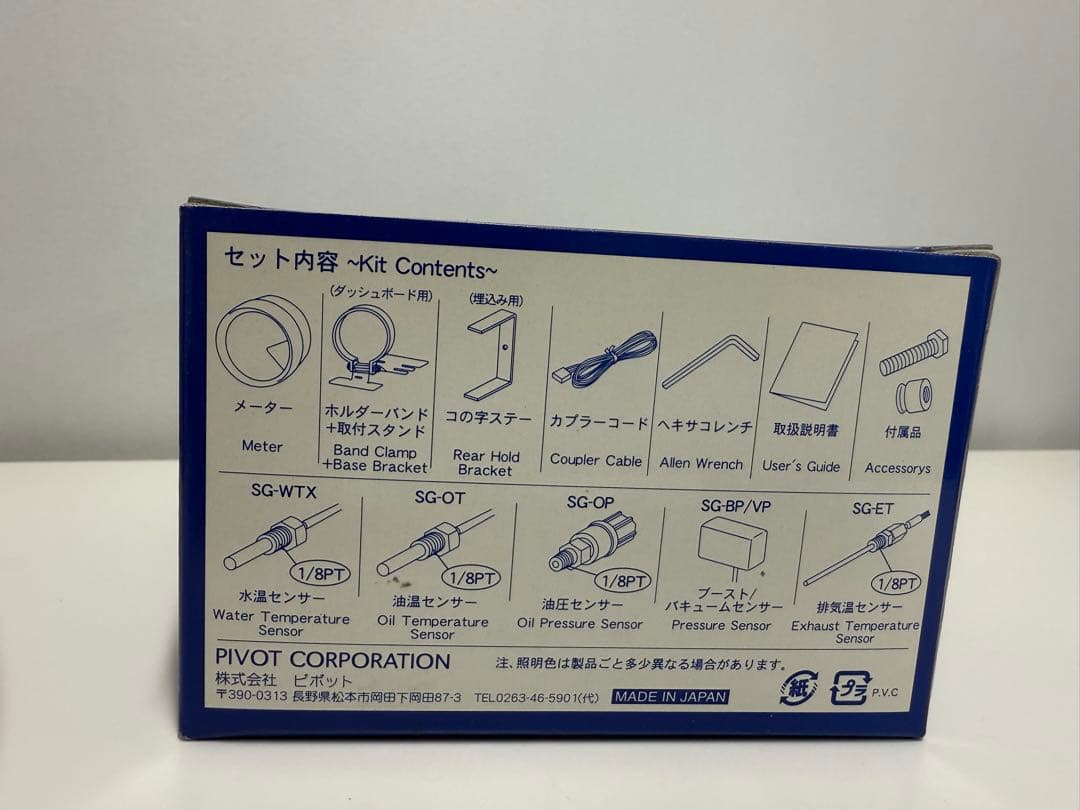 セット内容 ~Kit Contents~
メーター
Meter
(ダッシュボード用)
ホルダーバンド
+取付スタンド
Band Clamp
+Base Bracket
(埋込み用)
コの字ステー
Rear Hold
Bracket
カプラーコード
Coupler Cable
ヘキサコレンチ
Allen Wrench
取扱説明書
User's Guide
付属品
Accessorys
SG-WTX
1/8PT
水温センサー
Water Temperature
Sensor
SG-OT
1/8PT
油温センサー
Oil Temperature
Sensor
SG-OP
1/8PT
油圧センサー
Oil Pressure Sensor
SG-BP/VP
ブースト/
バキュームセンサー
Pressure Sensor
SG-ET
1/8PT
排気温センサー
Exhaust Temperature
Sensor
PIVOT CORPORATION
注、照明色は製品ごと多少異なる場合があります。
株式会社 ピボット
〒390-0313 長野県松本市岡田下岡田87-3 TEL0263-46-5901(代) MADE IN JAPAN
紙
プラ
P.V.C